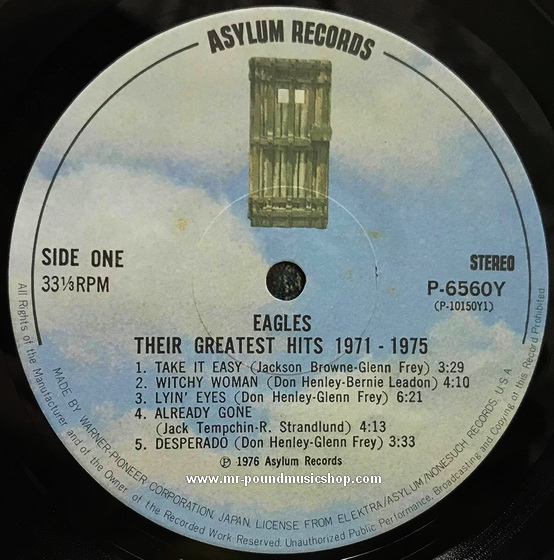 ASYLUM RECORDS
SIDE ONE
33⅓RPM
STEREO
P-6560Y
(P-10150Y1)
EAGLES
THEIR GREATEST HITS 1971 - 1975
1. TAKE IT EASY (Jackson Browne-Glenn Frey) 3:29
2. WITCHY WOMAN (Don Henley-Bernie Leadon) 4:10
3. LYIN' EYES (Don Henley-Glenn Frey) 6:21
4. ALREADY GONE
(Jack Tempchin-R. Strandlund) 4:13
5. DESPERADO (Don Henley-Glenn Frey) 3:33
℗ 1976 Asylum Records
www.mr-poundmusicshop.com
MADE BY WARNER-PIONEER CORPORATION, JAPAN, LICENSE FROM ELEKTRA/ASYLUM/NONESUCH RECORDS, U.S.A.
All Rights of the Manufacturer and of the Owner of the Recorded Work Reserved. Unauthorized Public Performance, Broadcasting and Copying of this Record Prohibited.